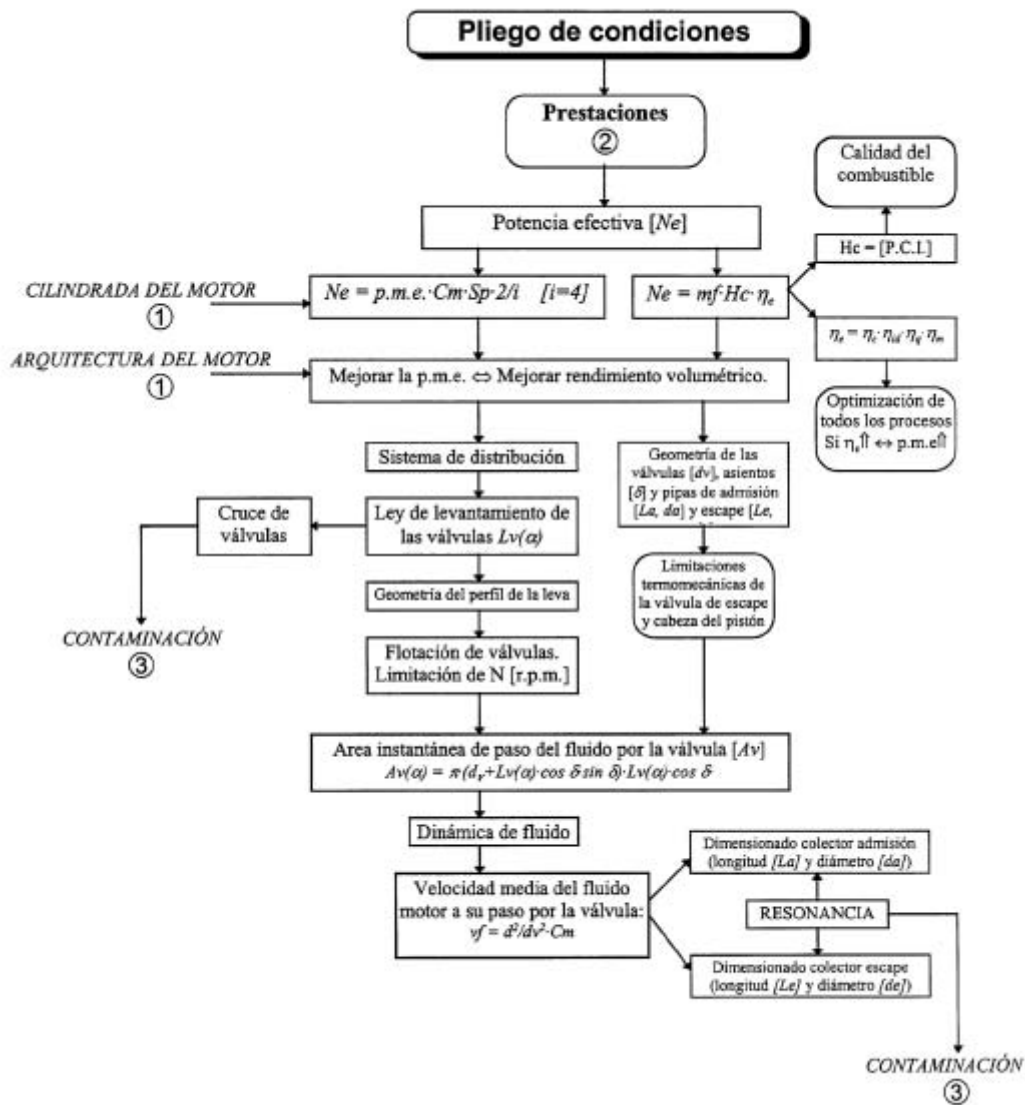 Pliego de condiciones
Prestaciones
②
Calidad del
combustible
Potencia efectiva [Ne]
Hc = [P.C.I.]
CILINDRADA DEL MOTOR
①
Ne = p.m.e.·Cm·Sp·2/i [i=4]
Ne = mf·Hc·ηe
ηe = ηc·ηid·ηq·ηm
ARQUITECTURA DEL MOTOR
①
Mejorar la p.m.e. ⇔ Mejorar rendimiento volumétrico.
Optimización de
todos los procesos
Si ηe⇑ ↔ p.m.e⇑
Sistema de distribución
Geometría de las
válvulas [dv], asientos
[δ] y pipas de admisión
[La, da] y escape [Le,
Cruce de
válvulas
Ley de levantamiento de
las válvulas Lv(α)
Limitaciones
termomecánicas de
la válvula de escape
y cabeza del pistón
Geometría del perfil de la leva
CONTAMINACIÓN
③
Flotación de válvulas.
Limitación de N [r.p.m.]
Area instantánea de paso del fluido por la válvula [Av]
Av(α) = π(dv+Lv(α)·cos δ·sin δ)·Lv(α)·cos δ
Dinámica de fluido
Dimensionado colector admisión
(longitud [La] y diámetro [da])
Velocidad media del fluido
motor a su paso por la válvula:
vf = d²/dv²·Cm
RESONANCIA
Dimensionado colector escape
(longitud [Le] y diámetro [de])
CONTAMINACIÓN
③